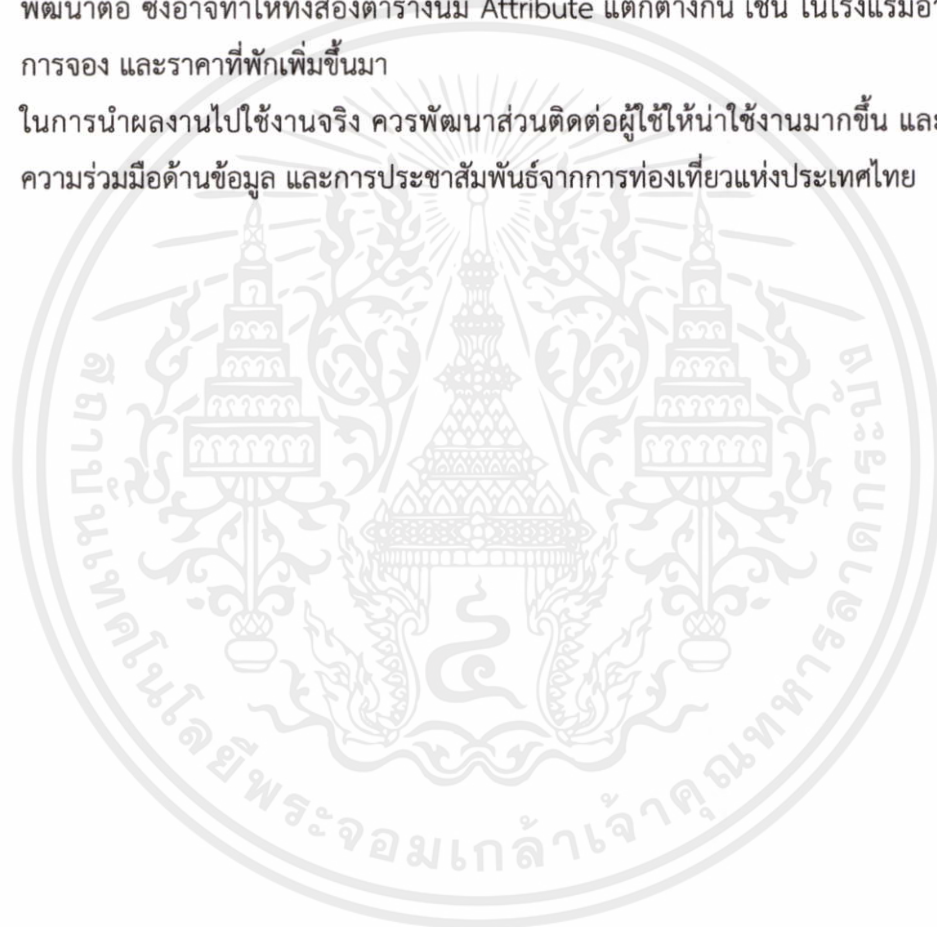 พัฒนาต่อ ซึ่งอาจทำให้ทั้งสองตารางนี้มี Attribute แตกต่างกัน เช่น ในโรงแรมอา
การจอง และราคาที่พักเพิ่มขึ้นมา
ในการนำผลงานไปใช้งานจริง ควรพัฒนาส่วนติดต่อผู้ใช้ให้น่าใช้งานมากขึ้น และ
ความร่วมมือด้านข้อมูล และการประชาสัมพันธ์จากการท่องเที่ยวแห่งประเทศไทย
สถาบันเทคโนโลยีพระจอมเกล้าเจ้าคุณทหารลาดกระบัง